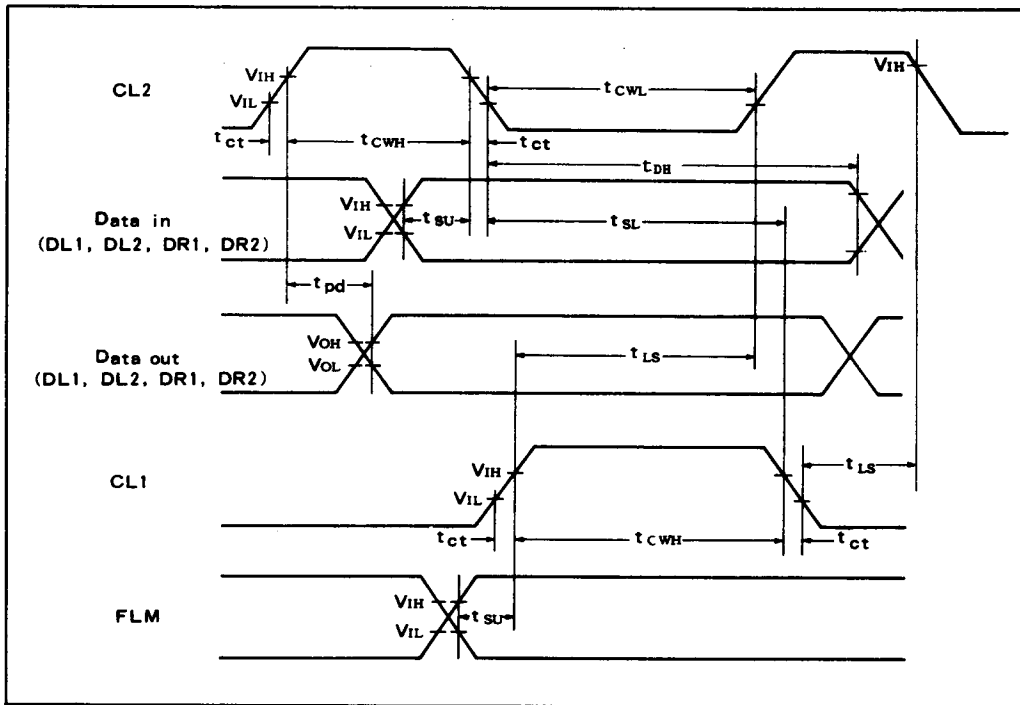 CL2
VIH
VIL
VIH
tct
tCWH
tct
tCWL
tDH
Data in
(DL1, DL2, DR1, DR2)
VIH
VIL
tSU
tSL
tpd
Data out
(DL1, DL2, DR1, DR2)
VOH
VOL
tLS
CL1
VIH
VIL
tLS
tct
tCWH
tct
FLM
VIH
VIL
tSU